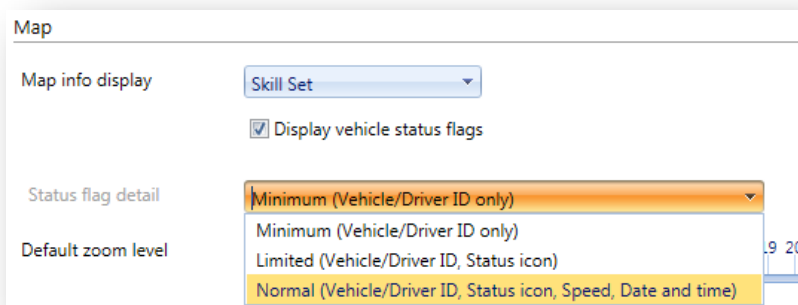 Map
Map info display Skill Set
Display vehicle status flags
Status flag detail Minimum (Vehicle/Driver ID only)
Minimum (Vehicle/Driver ID only)
Default zoom level Limited (Vehicle/Driver ID, Status icon)
Normal (Vehicle/Driver ID, Status icon, Speed, Date and time)